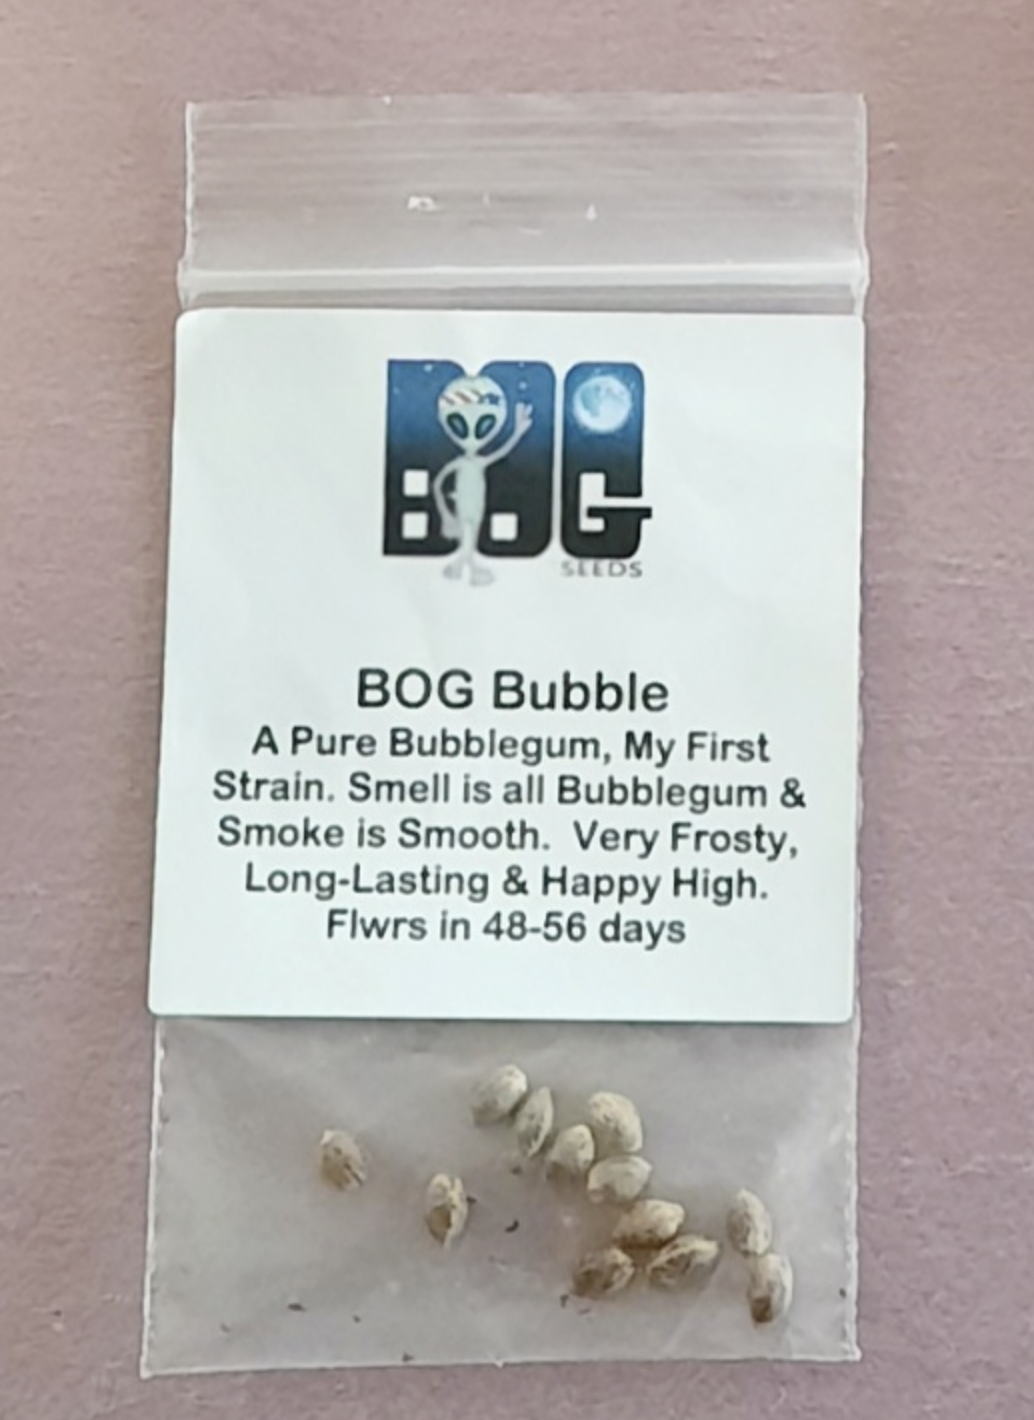 BOG
SEEDS
BOG Bubble
A Pure Bubblegum, My First
Strain. Smell is all Bubblegum &
Smoke is Smooth. Very Frosty,
Long-Lasting & Happy High.
Flwrs in 48-56 days